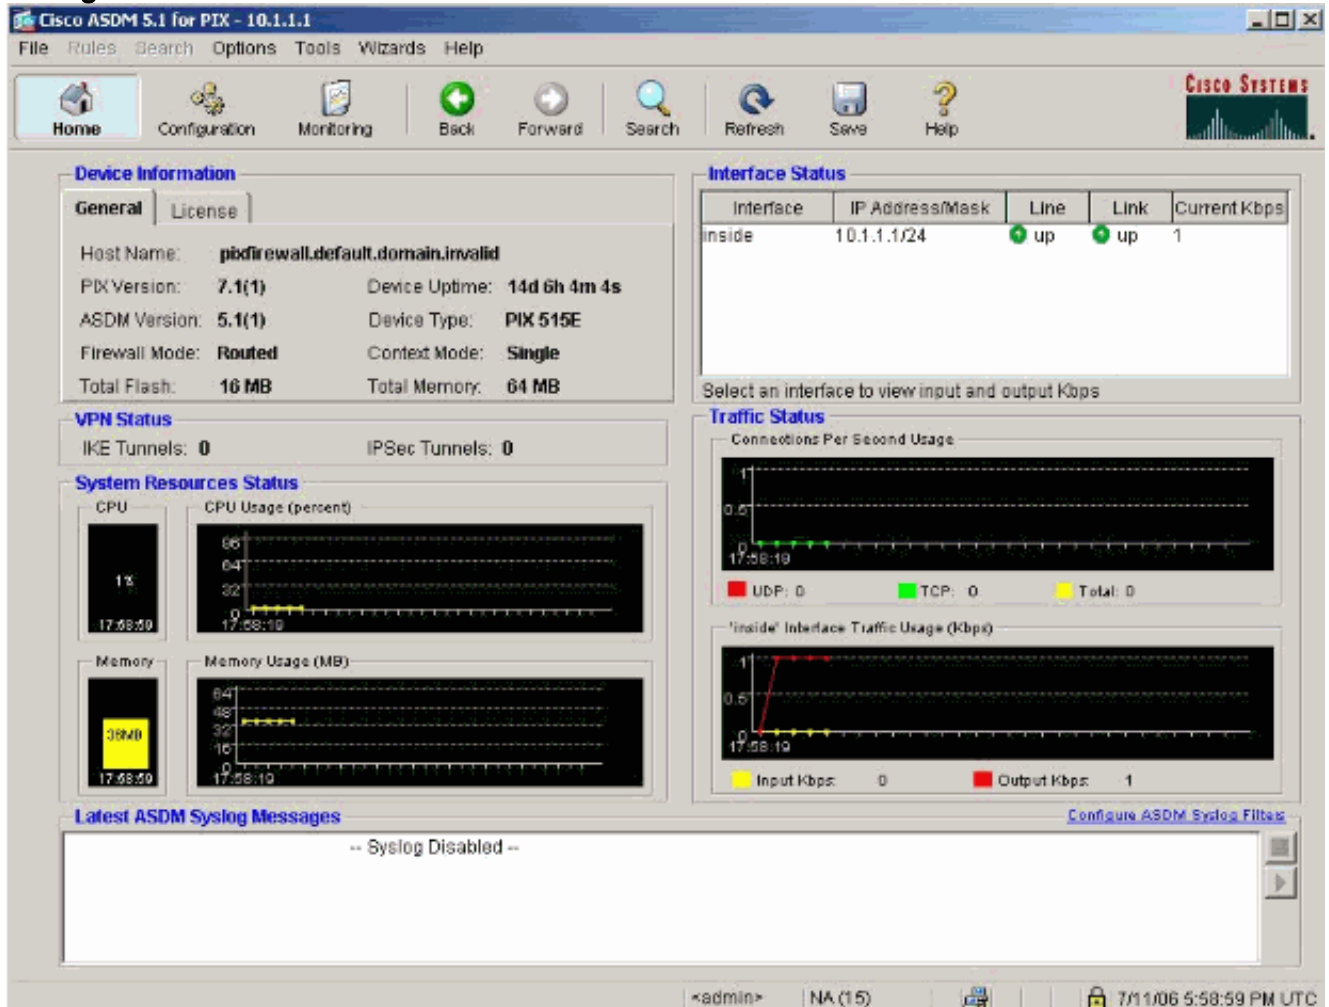 Cisco ASDM 5.1 for PIX - 10.1.1.1
File Rules Search Options Tools Wizards Help
Home Configuration Monitoring Back Forward Search Refresh Save Help
CISCO SYSTEMS
Device Information
General License
Host Name: pixfirewall.default.domain.invalid
PIX Version: 7.1(1) Device Uptime: 14d 6h 4m 4s
ASDM Version: 5.1(1) Device Type: PIX 515E
Firewall Mode: Routed Context Mode: Single
Total Flash: 16 MB Total Memory: 64 MB
Interface Status
Interface IP Address/Mask Line Link Current Kbps
inside 10.1.1.1/24 up up 1
Select an interface to view input and output Kbps
VPN Status
IKE Tunnels: 0 IPSec Tunnels: 0
System Resources Status
CPU
1%
17:58:59
CPU Usage (percent)
96
64
32
0
17:58:19
Memory
36MB
17:58:59
Memory Usage (MB)
64
48
32
16
0
17:58:19
Traffic Status
Connections Per Second Usage
1
0.5
0
17:58:19
UDP: 0 TCP: 0 Total: 0
'inside' Interface Traffic Usage (Kbps)
1
0.5
0
17:58:19
Input Kbps: 0 Output Kbps: 1
Latest ASDM Syslog Messages
Configure ASDM Syslog Filters
-- Syslog Disabled --
<admin> NA (15) 7/11/06 5:58:59 PM UTC